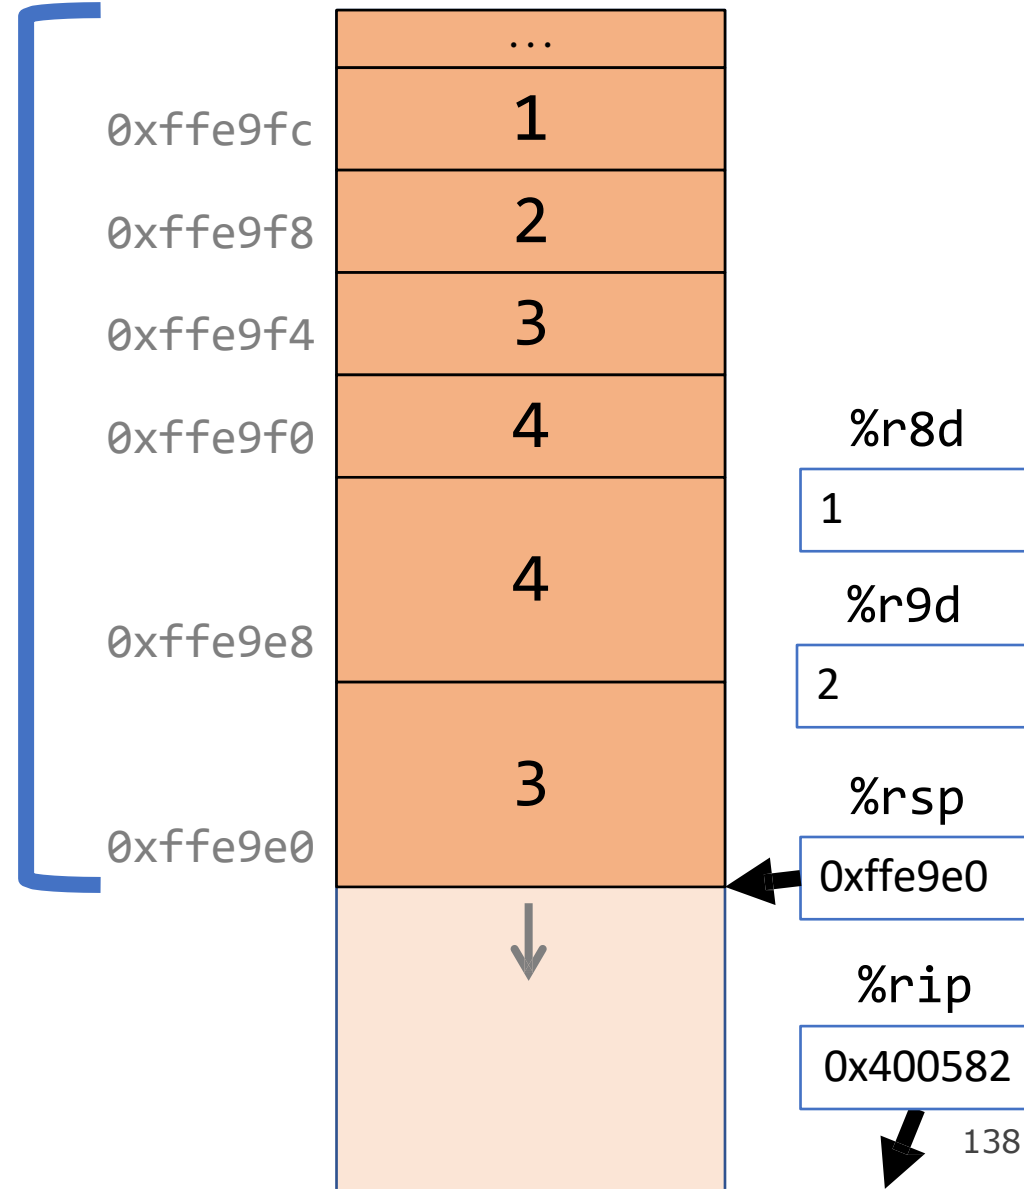 ...
0xffe9fc 1
0xffe9f8 2
0xffe9f4 3
0xffe9f0 4
%r8d
1
4
%r9d
0xffe9e8
2
3
%rsp
0xffe9e0
0xffe9e0
%rip
0x400582
138